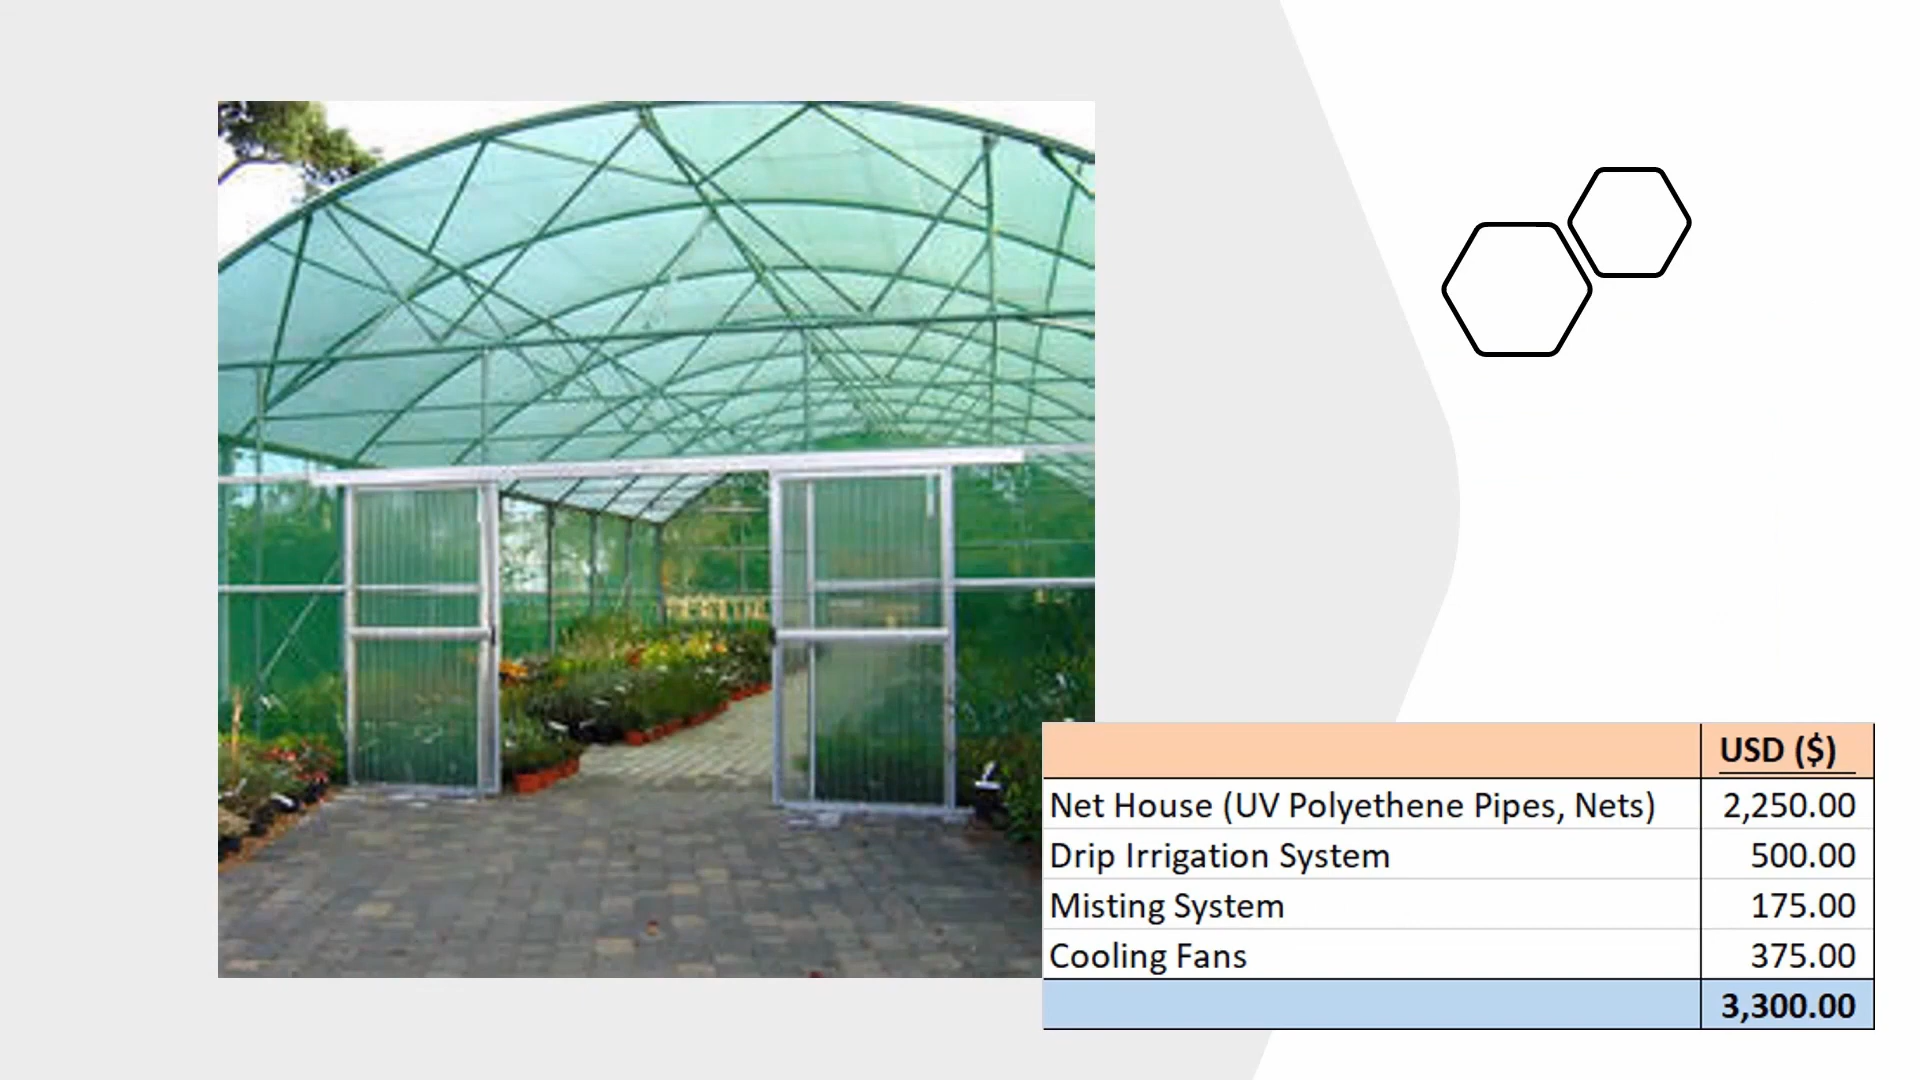 USD ($)
Net House (UV Polyethene Pipes, Nets) 2,250.00
Drip Irrigation System 500.00
Misting System 175.00
Cooling Fans 375.00
3,300.00